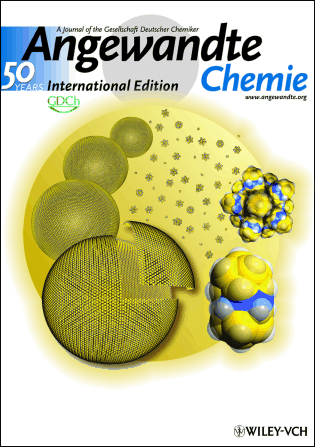 A Journal of the Gesellschaft Deutscher Chemiker
Angewandte
50
YEARS
International Edition
Chemie
GDCh
www.angewandte.org
WILEY-VCH